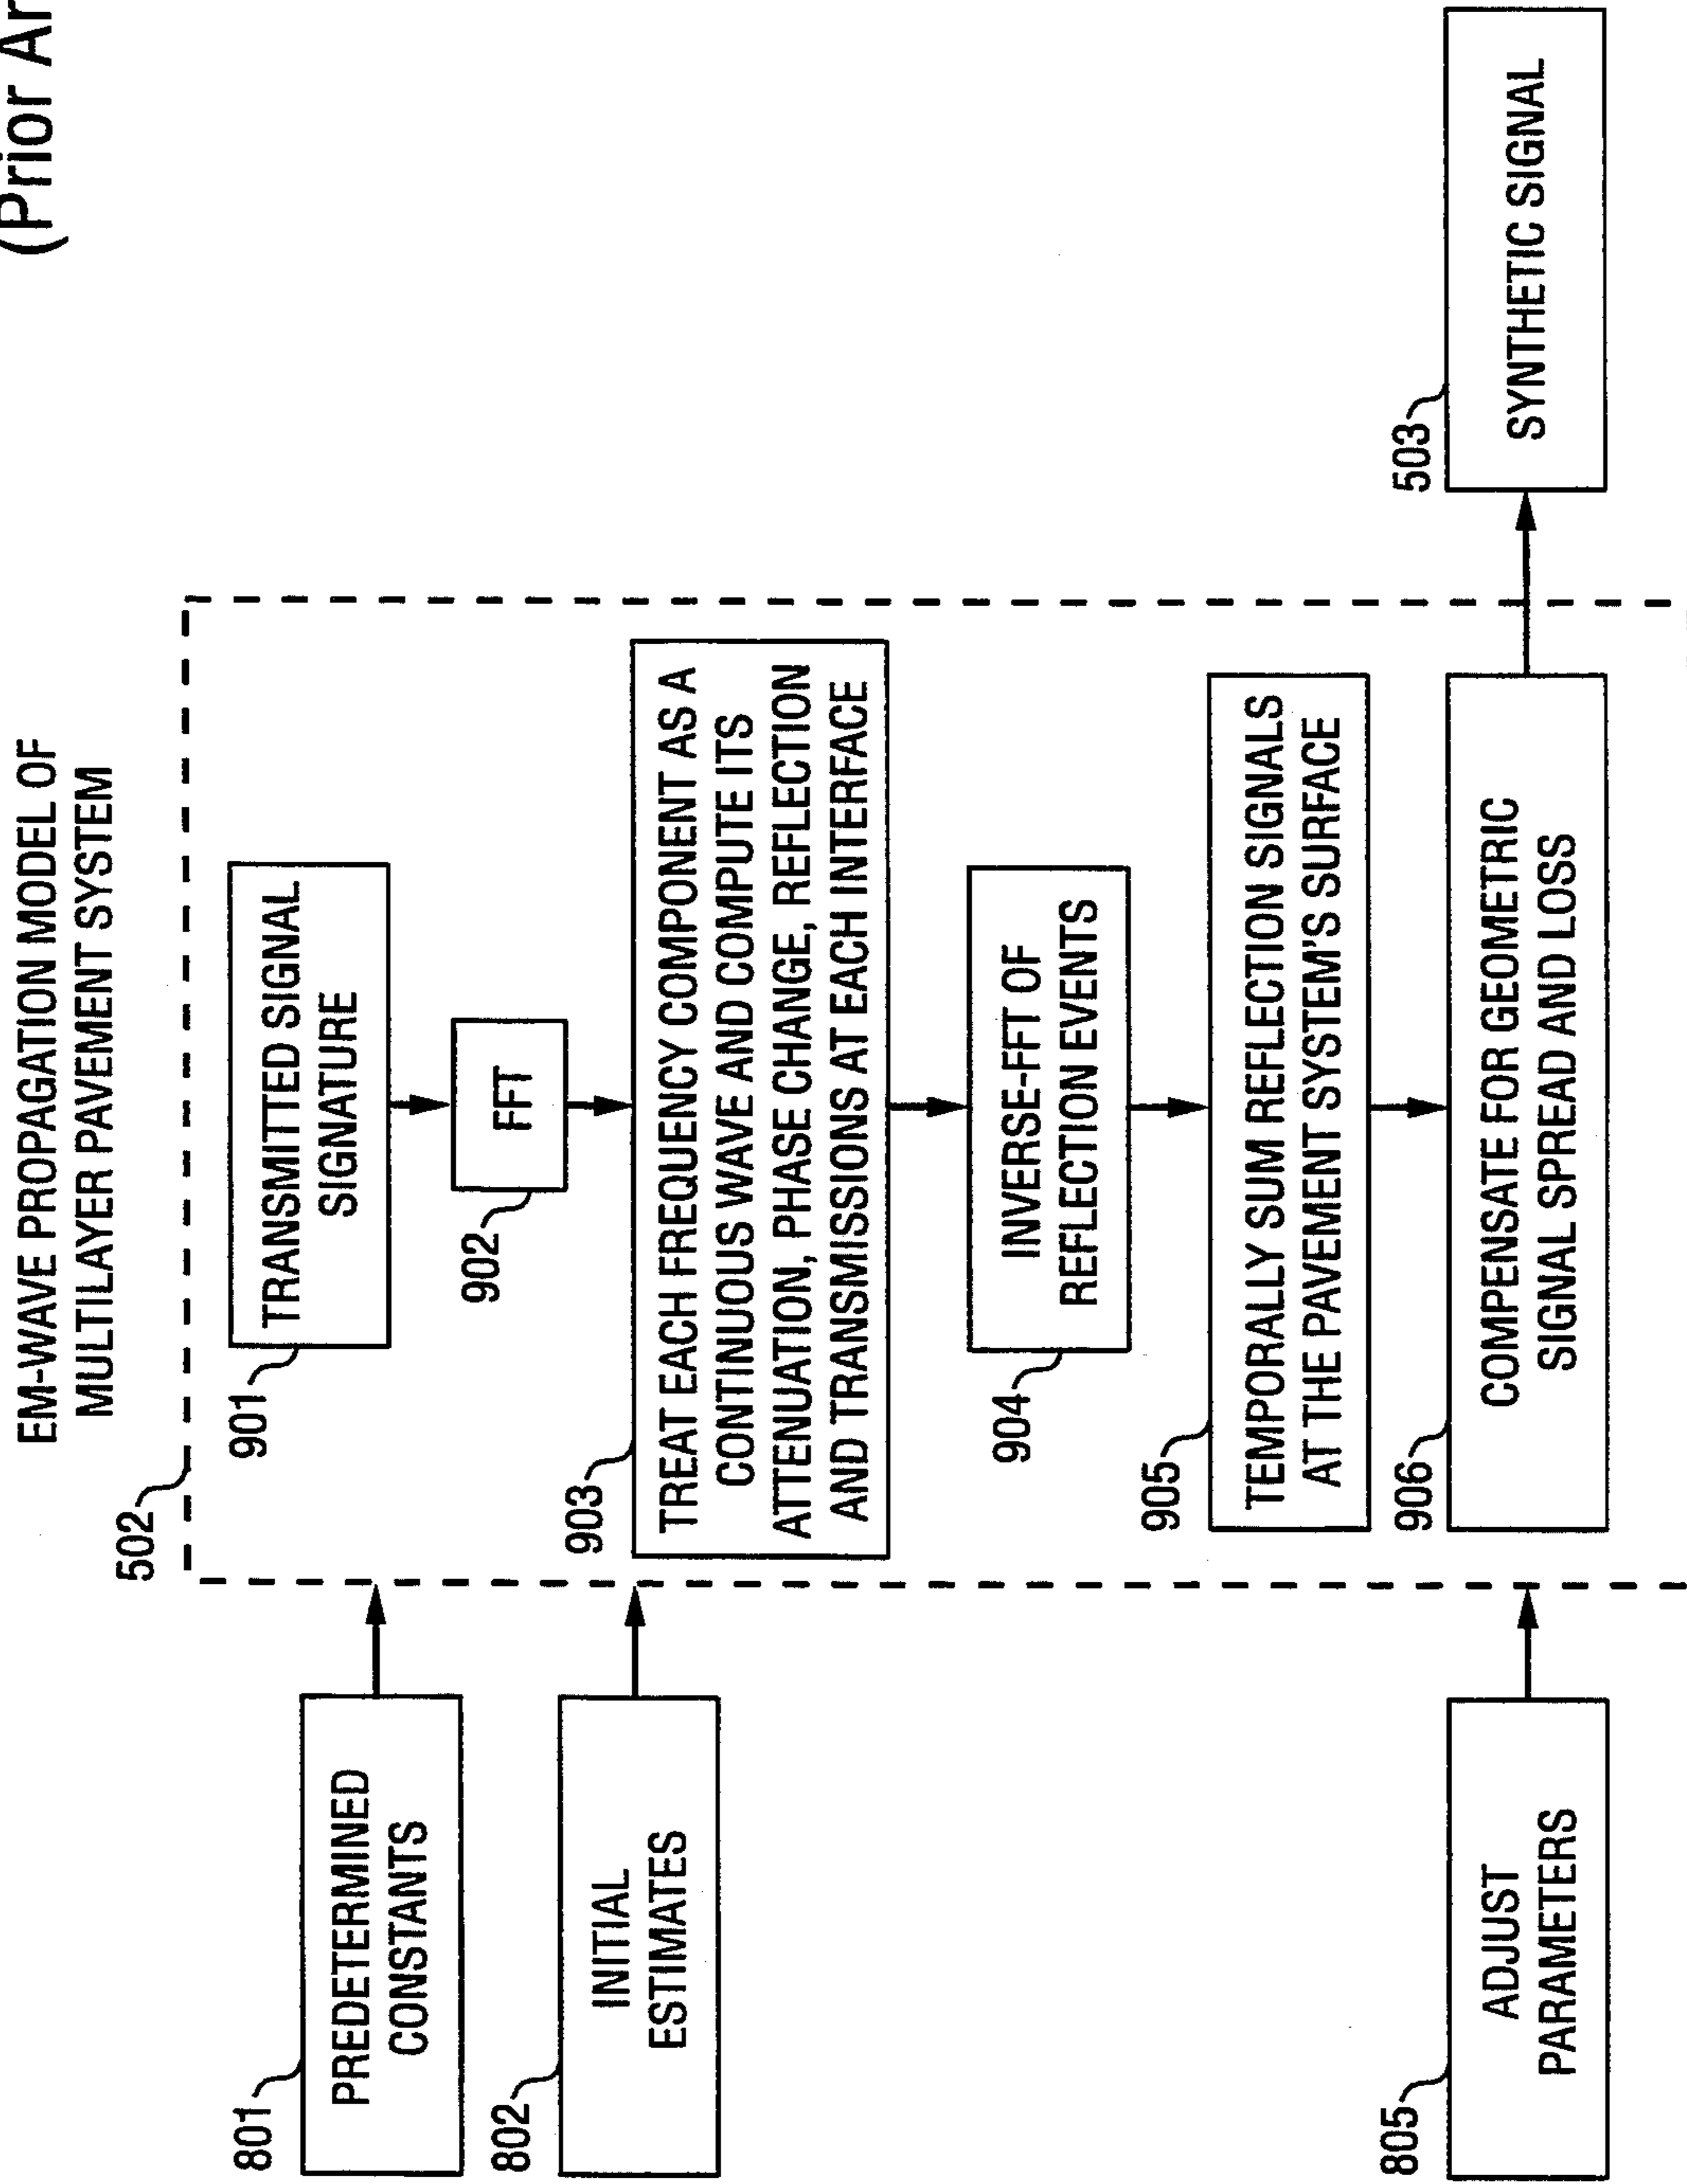 (Prior Ar
EM-WAVE PROPAGATION MODEL OF
MULTILAYER PAVEMENT SYSTEM
502
801
PREDETERMINED
CONSTANTS
802
INITIAL
ESTIMATES
805
ADJUST
PARAMETERS
901
TRANSMITTED SIGNAL
SIGNATURE
902
FFT
903
TREAT EACH FREQUENCY COMPONENT AS A
CONTINUOUS WAVE AND COMPUTE ITS
ATTENUATION, PHASE CHANGE, REFLECTION
AND TRANSMISSIONS AT EACH INTERFACE
904
INVERSE-FFT OF
REFLECTION EVENTS
905
TEMPORALLY SUM REFLECTION SIGNALS
AT THE PAVEMENT SYSTEM'S SURFACE
906
COMPENSATE FOR GEOMETRIC
SIGNAL SPREAD AND LOSS
503
SYNTHETIC SIGNAL